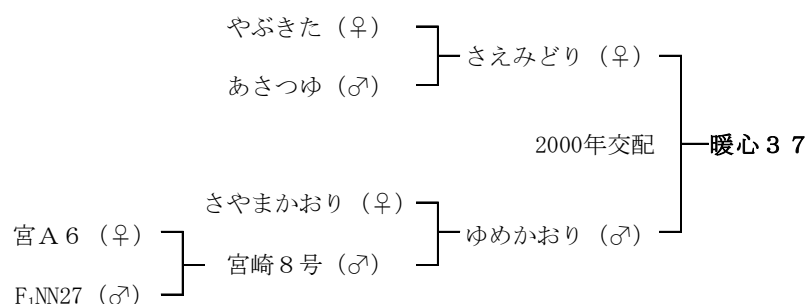 やぶきた（♀）
さえみどり（♀）
あさつゆ（♂）
2000年交配
暖心３７
さやまかおり（♀）
宮Ａ６（♀）
ゆめかおり（♂）
宮崎８号（♂）
F₁NN27（♂）